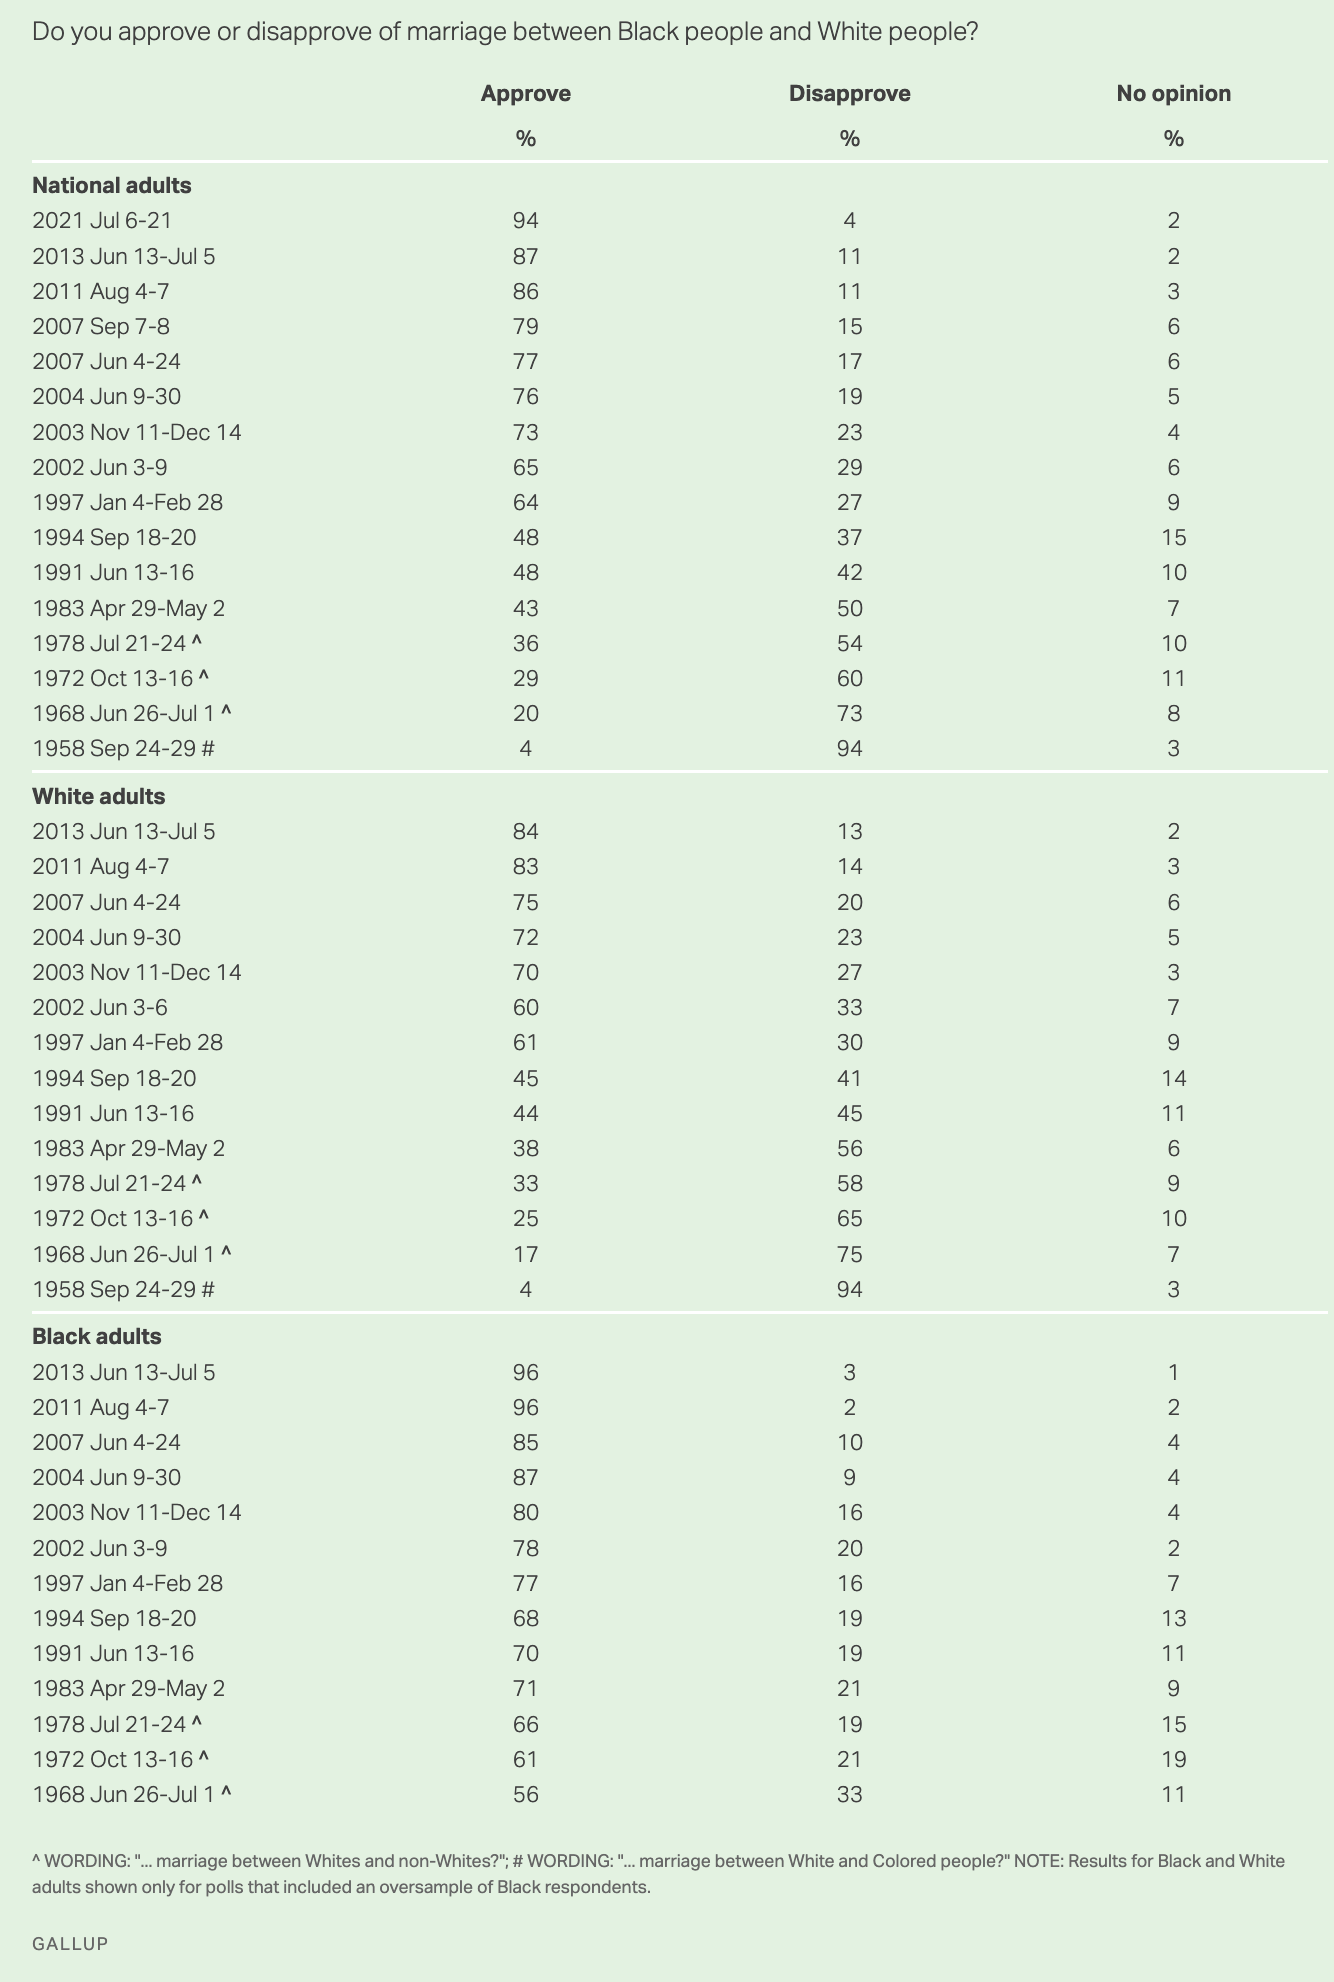 Do you approve or disapprove of marriage between Black people and White people?
Approve Disapprove No opinion
% % %
National adults
2021 Jul 6-21 94 4 2
2013 Jun 13-Jul 5 87 11 2
2011 Aug 4-7 86 11 3
2007 Sep 7-8 79 15 6
2007 Jun 4-24 77 17 6
2004 Jun 9-30 76 19 5
2003 Nov 11-Dec 14 73 23 4
2002 Jun 3-9 65 29 6
1997 Jan 4-Feb 28 64 27 9
1994 Sep 18-20 48 37 15
1991 Jun 13-16 48 42 10
1983 Apr 29-May 2 43 50 7
1978 Jul 21-24 ^ 36 54 10
1972 Oct 13-16 ^ 29 60 11
1968 Jun 26-Jul 1 ^ 20 73 8
1958 Sep 24-29 # 4 94 3
White adults
2013 Jun 13-Jul 5 84 13 2
2011 Aug 4-7 83 14 3
2007 Jun 4-24 75 20 6
2004 Jun 9-30 72 23 5
2003 Nov 11-Dec 14 70 27 3
2002 Jun 3-6 60 33 7
1997 Jan 4-Feb 28 61 30 9
1994 Sep 18-20 45 41 14
1991 Jun 13-16 44 45 11
1983 Apr 29-May 2 38 56 6
1978 Jul 21-24 ^ 33 58 9
1972 Oct 13-16 ^ 25 65 10
1968 Jun 26-Jul 1 ^ 17 75 7
1958 Sep 24-29 # 4 94 3
Black adults
2013 Jun 13-Jul 5 96 3 1
2011 Aug 4-7 96 2 2
2007 Jun 4-24 85 10 4
2004 Jun 9-30 87 9 4
2003 Nov 11-Dec 14 80 16 4
2002 Jun 3-9 78 20 2
1997 Jan 4-Feb 28 77 16 7
1994 Sep 18-20 68 19 13
1991 Jun 13-16 70 19 11
1983 Apr 29-May 2 71 21 9
1978 Jul 21-24 ^ 66 19 15
1972 Oct 13-16 ^ 61 21 19
1968 Jun 26-Jul 1 ^ 56 33 11
^ WORDING: "... marriage between Whites and non-Whites?"; # WORDING: "... marriage between White and Colored people?" NOTE: Results for Black and White
adults shown only for polls that included an oversample of Black respondents.
GALLUP